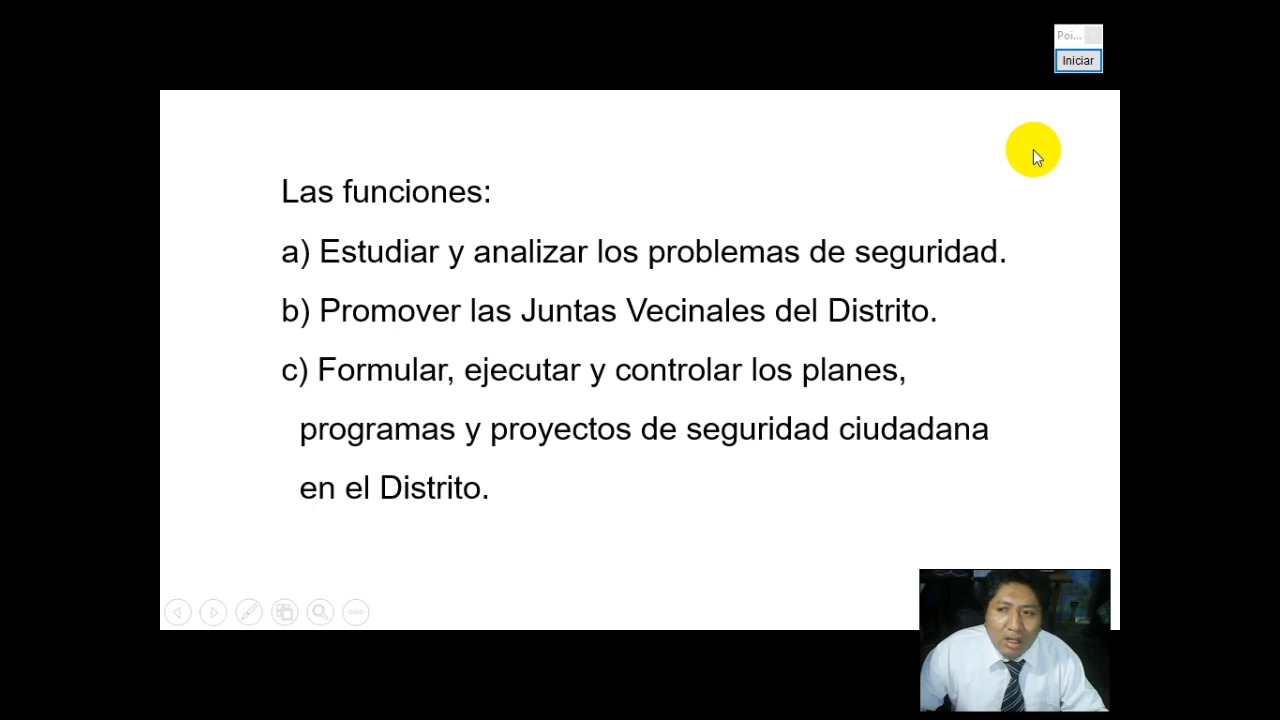 Poi...
Iniciar
Las funciones:
a) Estudiar y analizar los problemas de seguridad.
b) Promover las Juntas Vecinales del Distrito.
c) Formular, ejecutar y controlar los planes,
programas y proyectos de seguridad ciudadana
en el Distrito.